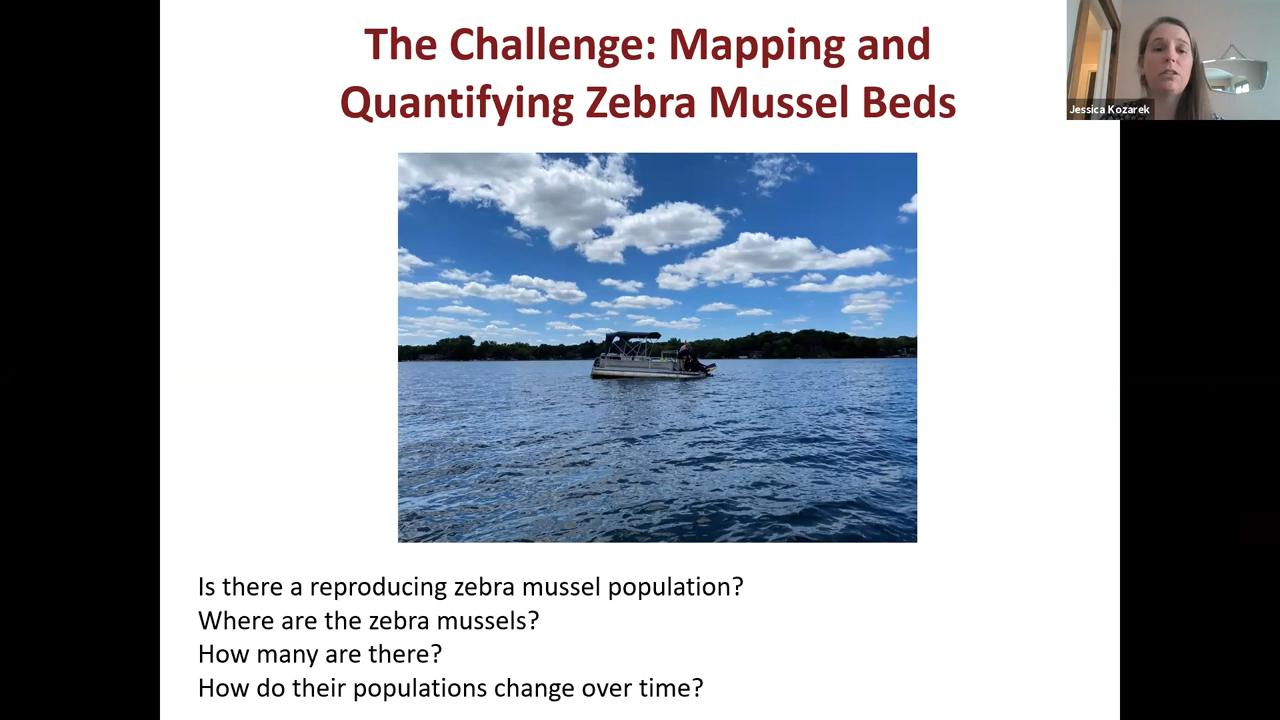 The Challenge: Mapping and
Quantifying Zebra Mussel Beds
Jessica Kozarek
Is there a reproducing zebra mussel population?
Where are the zebra mussels?
How many are there?
How do their populations change over time?